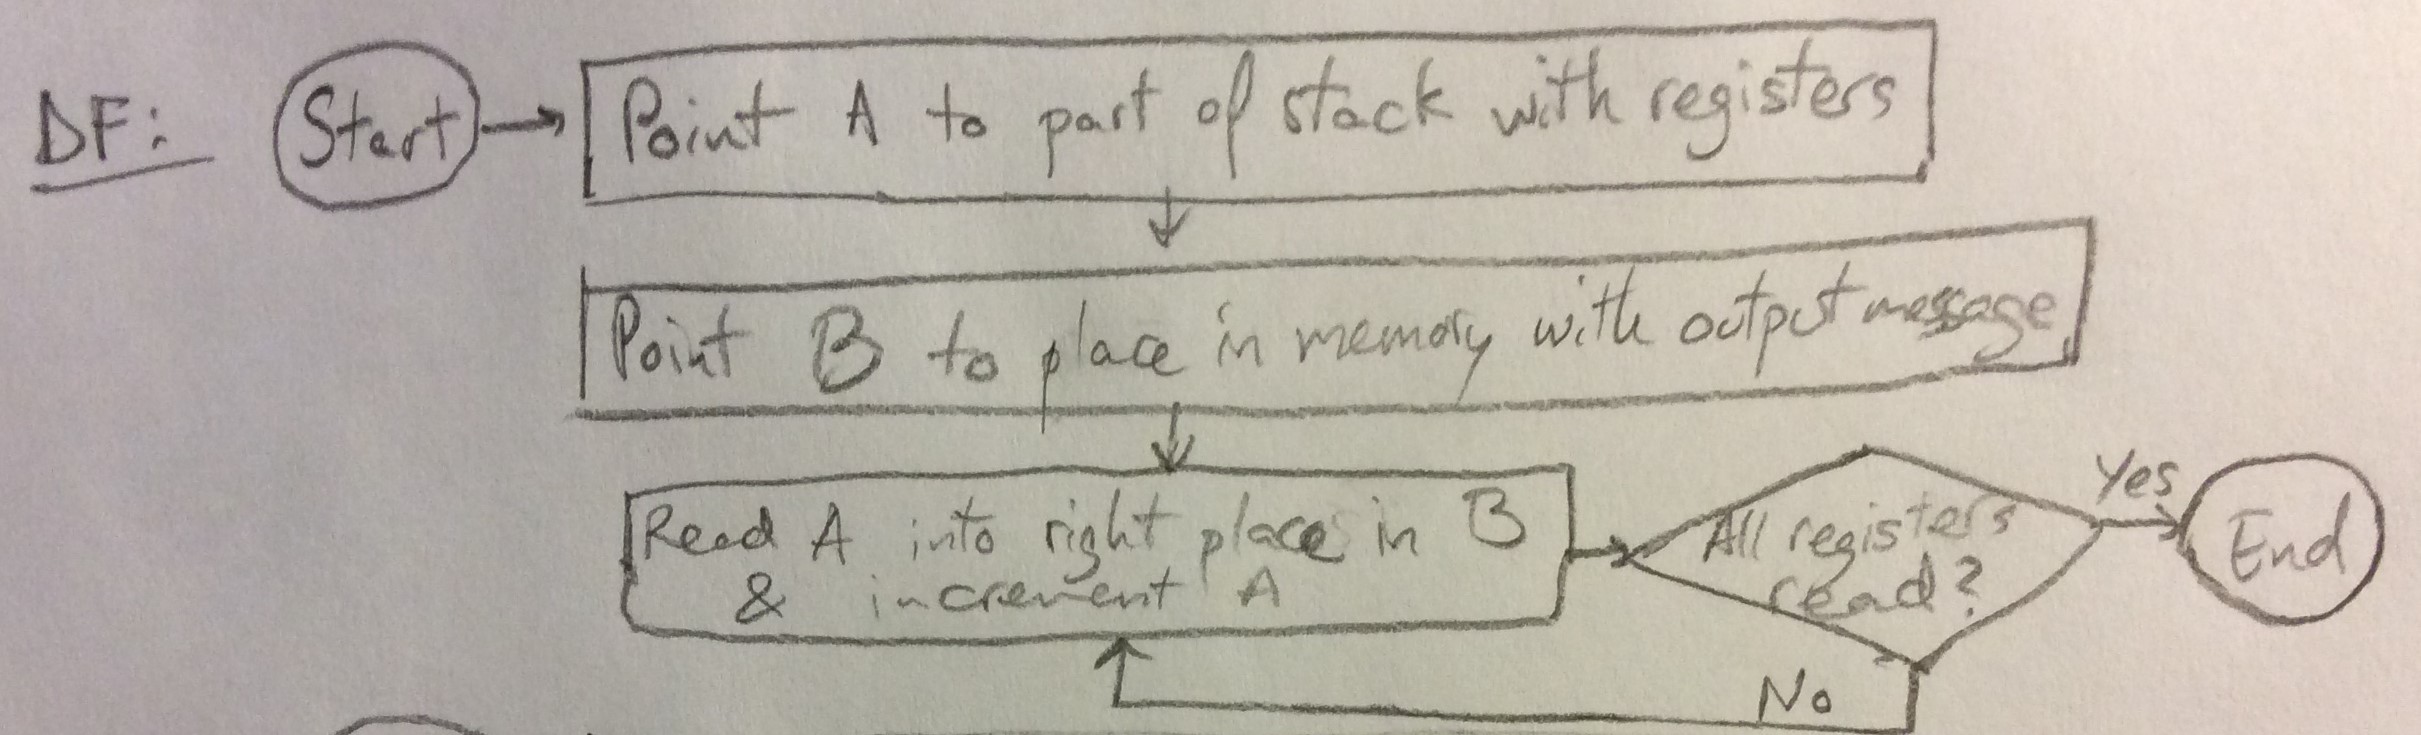 DF:
Start
Point A to part of stack with registers
Point B to place in memory with output message
Read A into right place in B
& increment A
All registers
read?
Yes
End
No